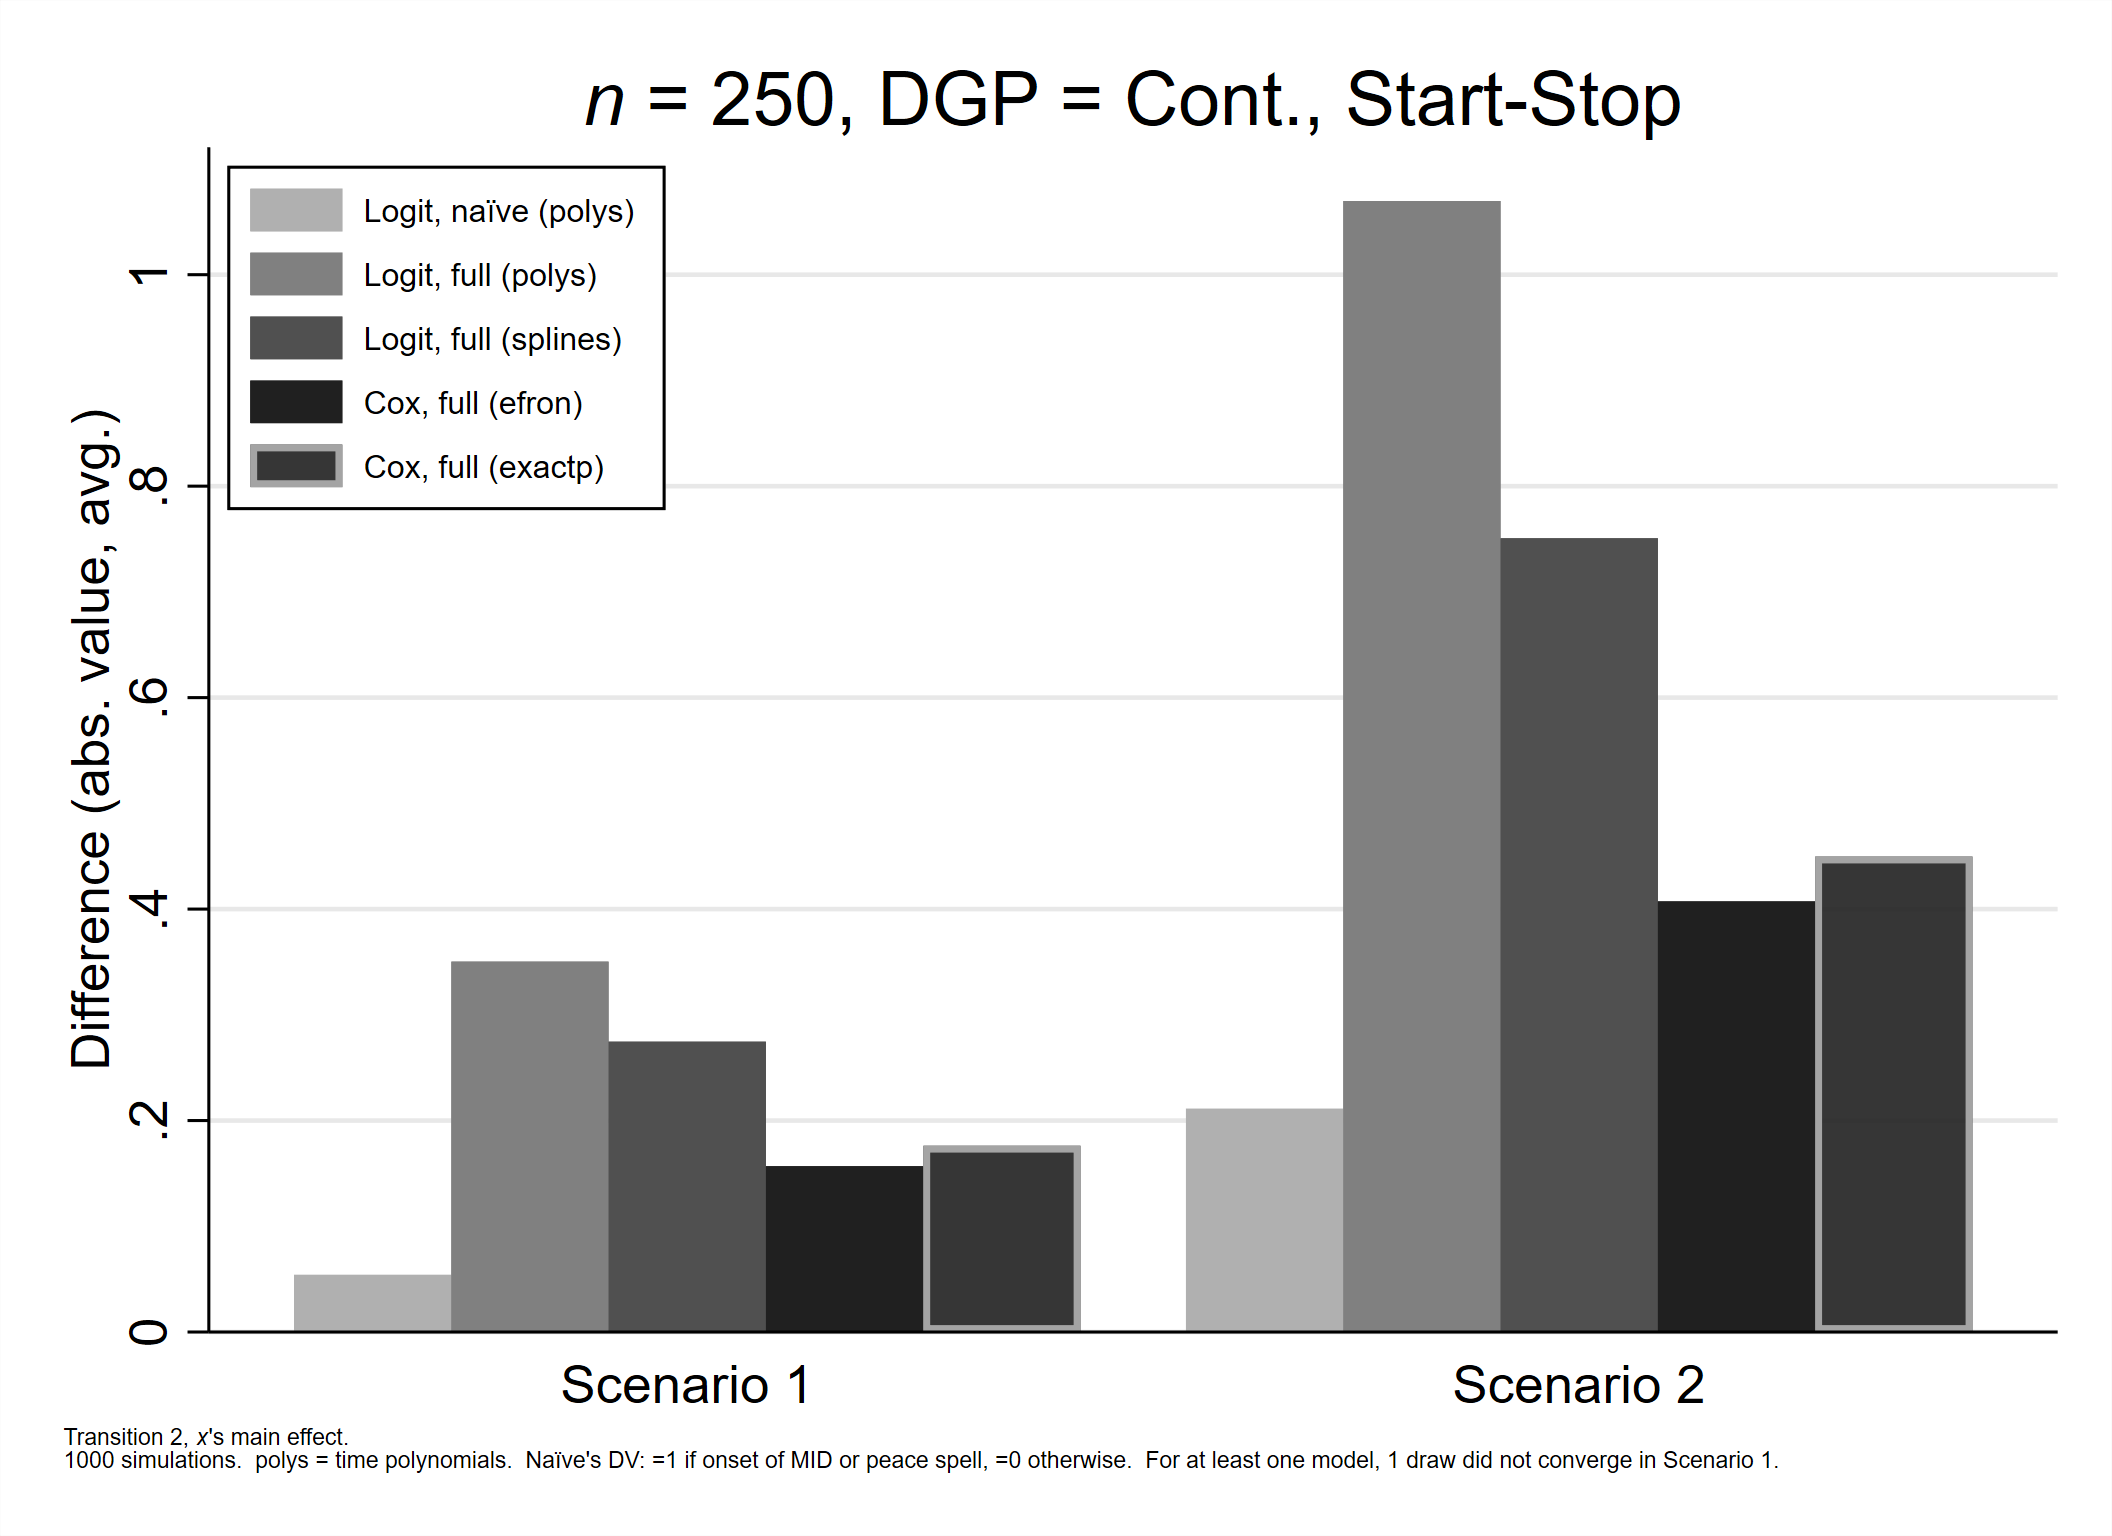 n = 250, DGP = Cont., Start-Stop
Logit, naïve (polys)
Logit, full (polys)
Logit, full (splines)
Cox, full (efron)
Cox, full (exactp)
Difference (abs. value, avg.)
1
.8
.6
.4
.2
0
Scenario 1
Scenario 2
Transition 2, x's main effect.
1000 simulations.  polys = time polynomials.  Naïve's DV: =1 if onset of MID or peace spell, =0 otherwise.  For at least one model, 1 draw did not converge in Scenario 1.